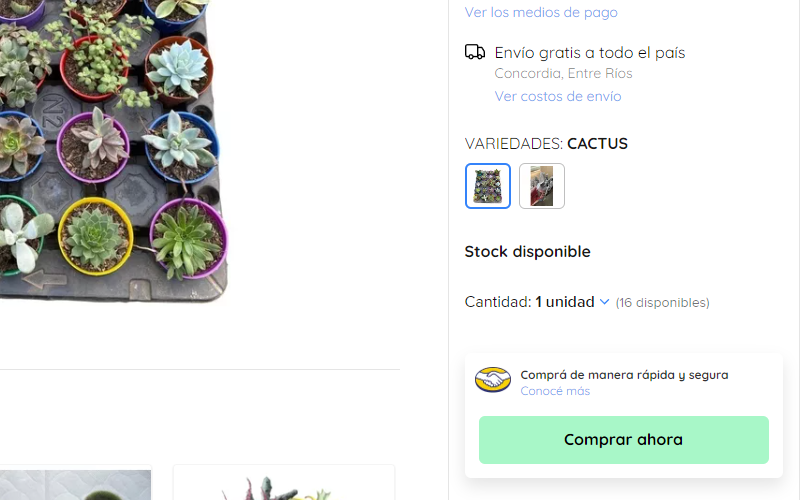 Ver los medios de pago
Envío gratis a todo el país
Concordia, Entre Ríos
Ver costos de envío
VARIEDADES: CACTUS
Stock disponible
Cantidad: 1 unidad (16 disponibles)
Comprá de manera rápida y segura
Conocé más
Comprar ahora
N2